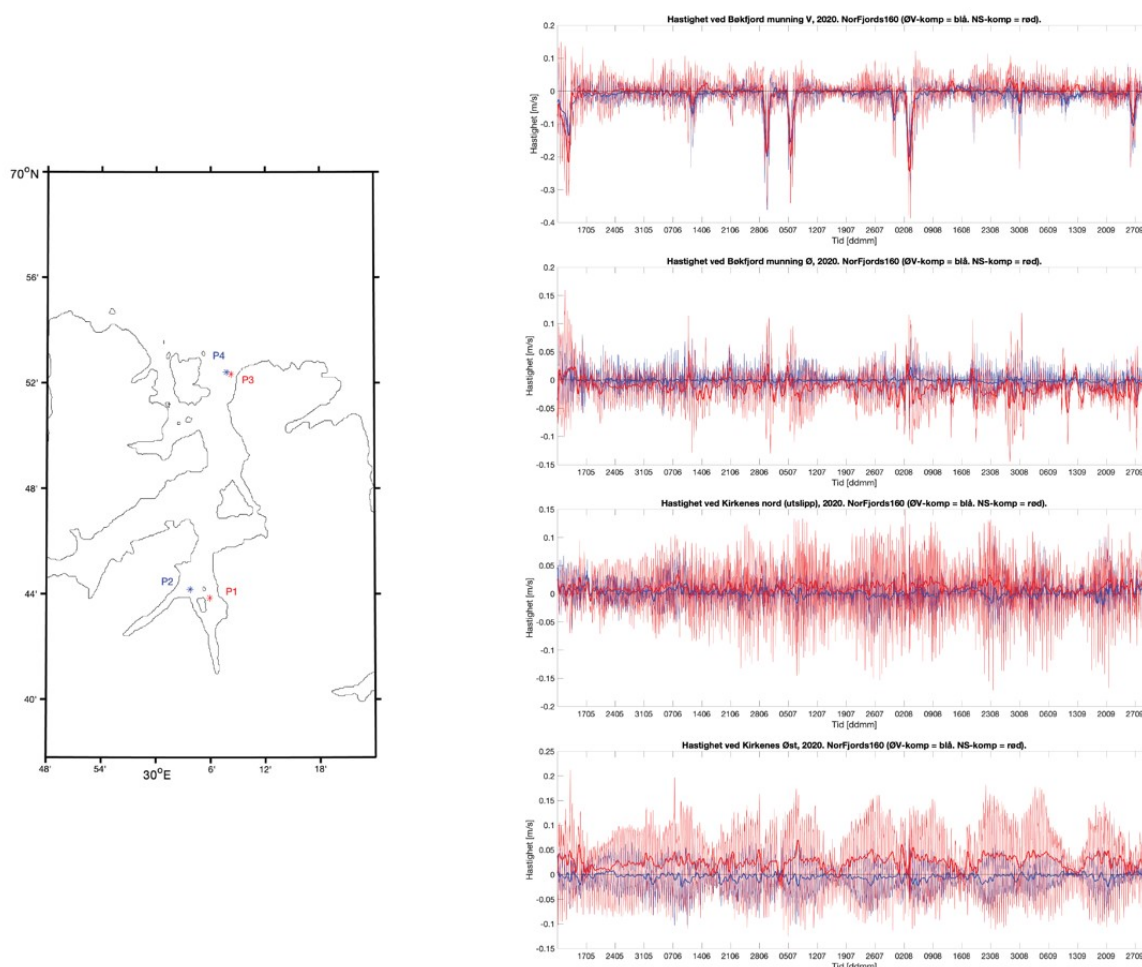 70°N
56'
52'
48'
44'
40'
48'
54'
30°E
6'
12'
18'
P4
P3
P2
P1
Hastighet ved Bøkfjord munning V, 2020. NorFjords160 (ØV-komp = blå. NS-komp = rød).
0.2
0.1
0
-0.1
-0.2
-0.3
-0.4
Hastighet [m/s]
1705 2405 3105 0706 1406 2106 2806 0507 1207 1907 2607 0208 0908 1608 2308 3008 0609 1309 2009 2709
Tid [ddmm]
Hastighet ved Bøkfjord munning Ø, 2020. NorFjords160 (ØV-komp = blå. NS-komp = rød).
0.2
0.15
0.1
0.05
0
-0.05
-0.1
-0.15
Hastighet [m/s]
1705 2405 3105 0706 1406 2106 2806 0507 1207 1907 2607 0208 0908 1608 2308 3008 0609 1309 2009 2709
Tid [ddmm]
Hastighet ved Kirkenes nord (utslipp), 2020. NorFjords160 (ØV-komp = blå. NS-komp = rød).
0.15
0.1
0.05
0
-0.05
-0.1
-0.15
-0.2
Hastighet [m/s]
1705 2405 3105 0706 1406 2106 2806 0507 1207 1907 2607 0208 0908 1608 2308 3008 0609 1309 2009 2709
Tid [ddmm]
Hastighet ved Kirkenes Øst, 2020. NorFjords160 (ØV-komp = blå. NS-komp = rød).
0.25
0.2
0.15
0.1
0.05
0
-0.05
-0.1
-0.15
Hastighet [m/s]
1705 2405 3105 0706 1406 2106 2806 0507 1207 1907 2607 0208 0908 1608 2308 3008 0609 1309 2009 2709
Tid [ddmm]